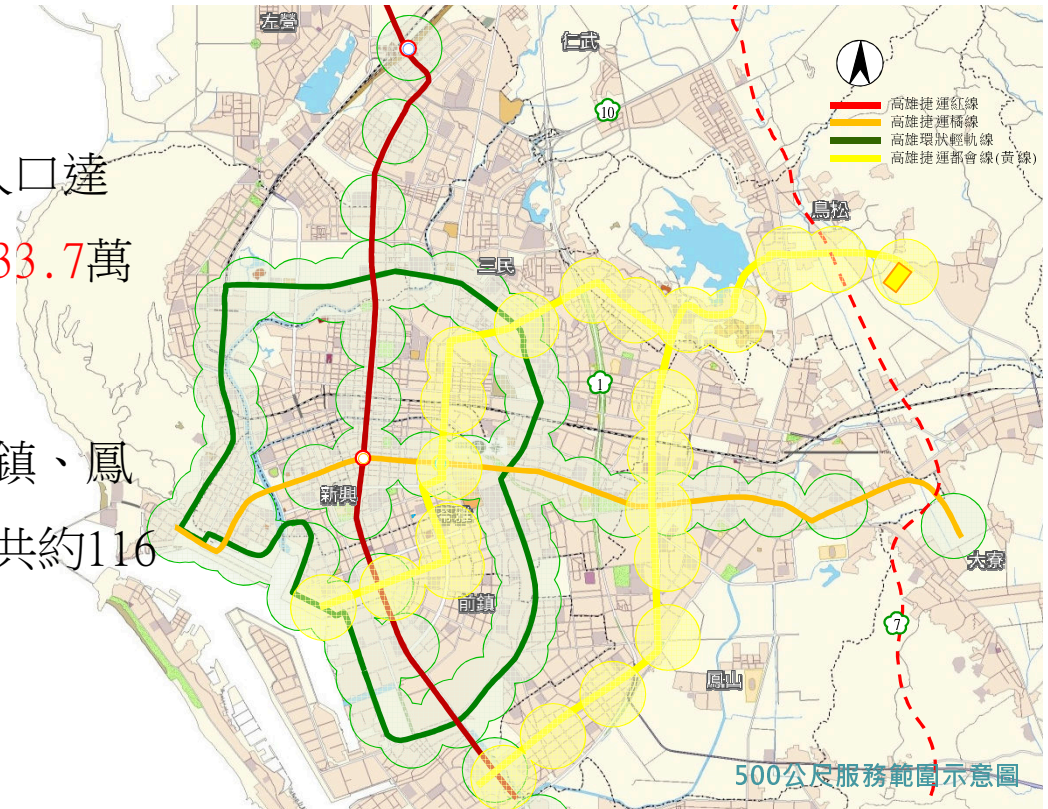 左營
仁武
10
高雄捷運紅線
高雄捷運橘線
高雄環狀輕軌線
高雄捷運都會線(黃線)
人口達
33.7萬
鳥松
三民
1
鎮、鳳
新興
共約116
大寮
前鎮
7
鳳山
500公尺服務範圍示意圖